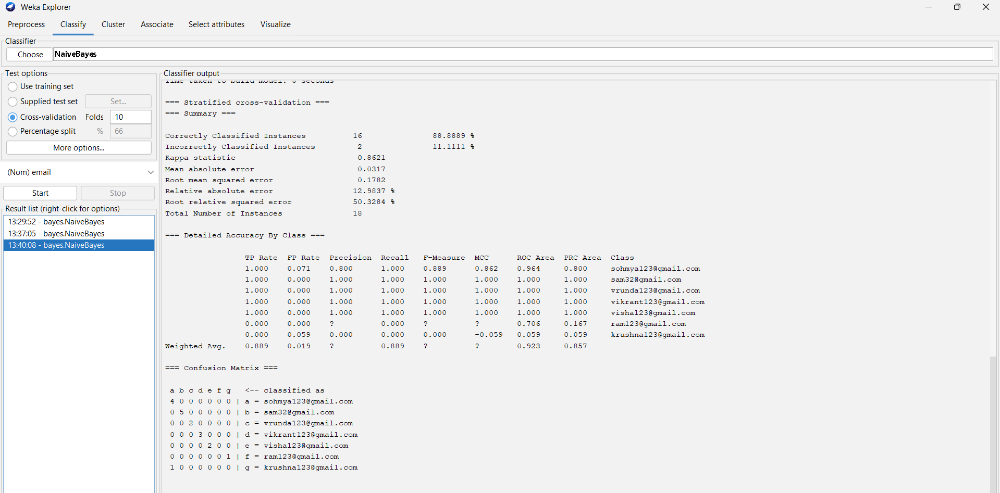 Weka Explorer
Preprocess Classify Cluster Associate Select attributes Visualize
Classifier
Choose NaiveBayes
Test options
Use training set
Supplied test set Set...
Cross-validation Folds 10
Percentage split % 66
More options...
(Nom) email
Start Stop
Result list (right-click for options)
13:29:52 - bayes.NaiveBayes
13:37:05 - bayes.NaiveBayes
13:40:08 - bayes.NaiveBayes
Classifier output
Time taken to build model: 0 seconds
=== Stratified cross-validation ===
=== Summary ===
Correctly Classified Instances 16 88.8889 %
Incorrectly Classified Instances 2 11.1111 %
Kappa statistic 0.8621
Mean absolute error 0.0317
Root mean squared error 0.1782
Relative absolute error 12.9837 %
Root relative squared error 50.3284 %
Total Number of Instances 18
=== Detailed Accuracy By Class ===
TP Rate FP Rate Precision Recall F-Measure MCC ROC Area PRC Area Class
1.000 0.071 0.800 1.000 0.889 0.862 0.964 0.800 sohmya123@gmail.com
1.000 0.000 1.000 1.000 1.000 1.000 1.000 1.000 sam32@gmail.com
1.000 0.000 1.000 1.000 1.000 1.000 1.000 1.000 vrunda123@gmail.com
1.000 0.000 1.000 1.000 1.000 1.000 1.000 1.000 vikrant123@gmail.com
1.000 0.000 1.000 1.000 1.000 1.000 1.000 1.000 vishal23@gmail.com
0.000 0.000 ? 0.000 ? ? 0.706 0.167 ram123@gmail.com
0.000 0.059 0.000 0.000 0.000 -0.059 0.059 0.059 krushna123@gmail.com
Weighted Avg. 0.889 0.019 ? 0.889 ? ? 0.923 0.857
=== Confusion Matrix ===
a b c d e f g <-- classified as
4 0 0 0 0 0 0 | a = sohmya123@gmail.com
0 5 0 0 0 0 0 | b = sam32@gmail.com
0 0 2 0 0 0 0 | c = vrunda123@gmail.com
0 0 0 3 0 0 0 | d = vikrant123@gmail.com
0 0 0 0 2 0 0 | e = vishal23@gmail.com
0 0 0 0 0 0 1 | f = ram123@gmail.com
1 0 0 0 0 0 0 | g = krushna123@gmail.com